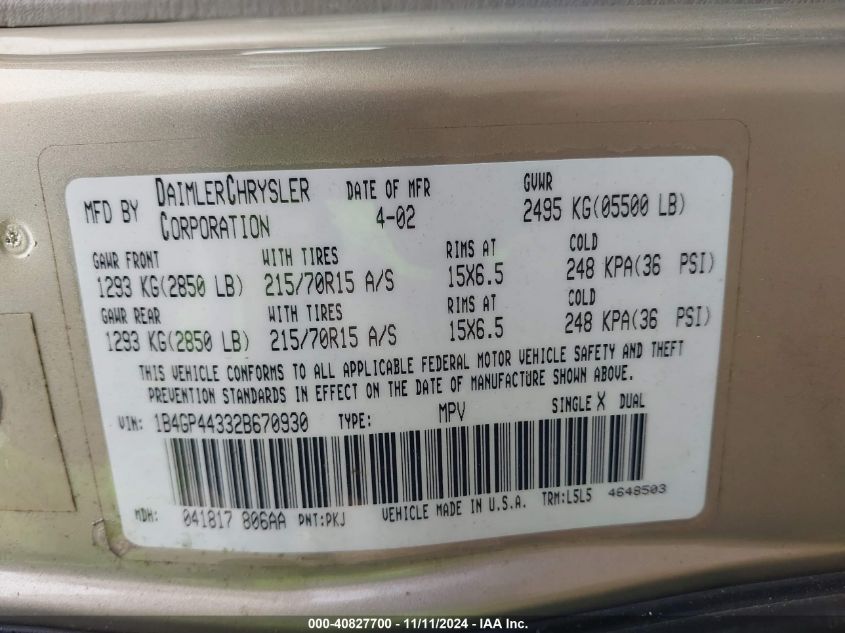 MFD BY DAIMLERCHRYSLER CORPORATION DATE OF MFR 4-02 GVWR 2495 KG(05500 LB)
GAWR FRONT WITH TIRES RIMS AT COLD
1293 KG(2850 LB) 215/70R15 A/S 15X6.5 248 KPA(36 PSI)
GAWR REAR WITH TIRES RIMS AT COLD
1293 KG(2850 LB) 215/70R15 A/S 15X6.5 248 KPA(36 PSI)
THIS VEHICLE CONFORMS TO ALL APPLICABLE FEDERAL MOTOR VEHICLE SAFETY AND THEFT
PREVENTION STANDARDS IN EFFECT ON THE DATE OF MANUFACTURE SHOWN ABOVE.
VIN: 1B4GP44332B670930 TYPE: MPV SINGLE X DUAL
MDH: 041817 806AA PNT:PKJ VEHICLE MADE IN U.S.A. TRM:L5L5 4648503
000-40827700 - 11/11/2024 - IAA Inc.